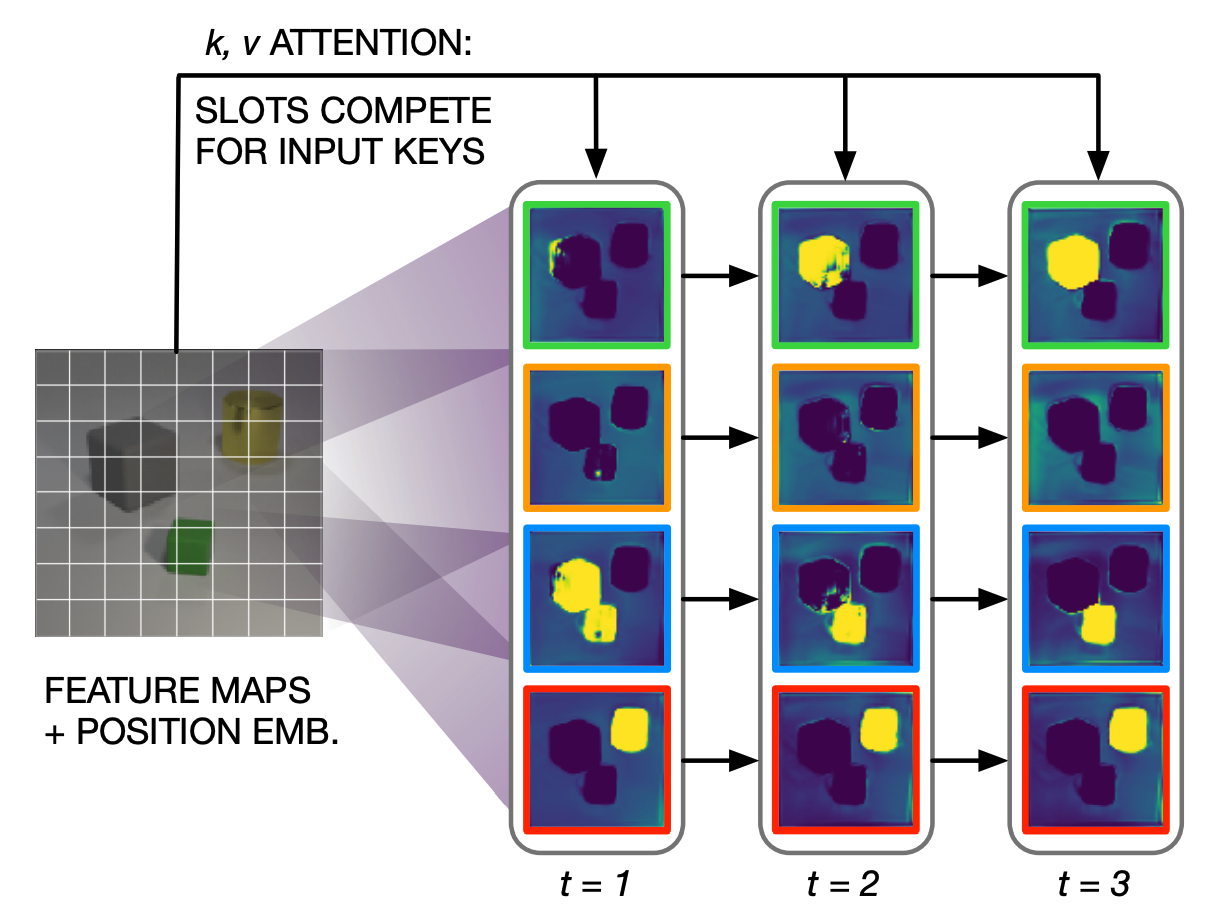 k, v ATTENTION:
SLOTS COMPETE
FOR INPUT KEYS
FEATURE MAPS
+ POSITION EMB.
t = 1
t = 2
t = 3